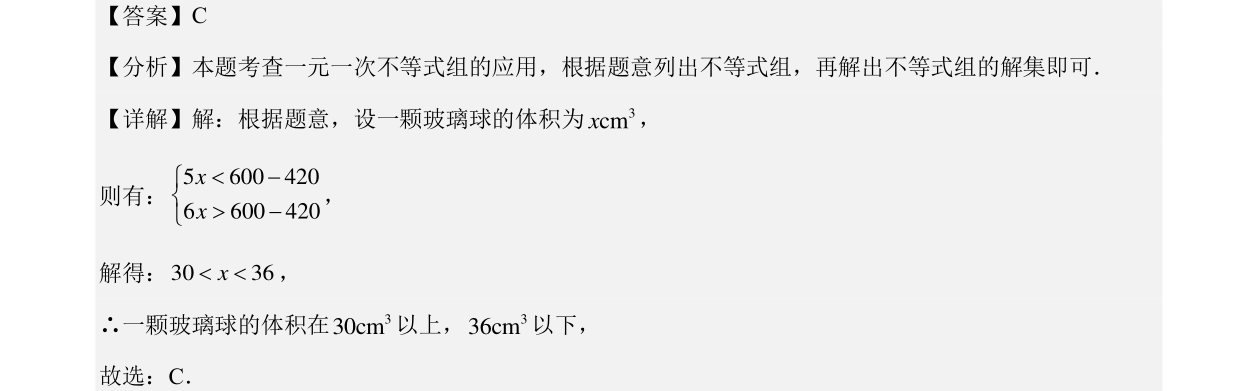 【答案】C
【分析】本题考查一元一次不等式组的应用，根据题意列出不等式组，再解出不等式组的解集即可．
【详解】解：根据题意，设一颗玻璃球的体积为xcm³，
则有：{5x<600−420
6x>600−420，
解得：30<x<36，
∴一颗玻璃球的体积在30cm³以上，36cm³以下，
故选：C．